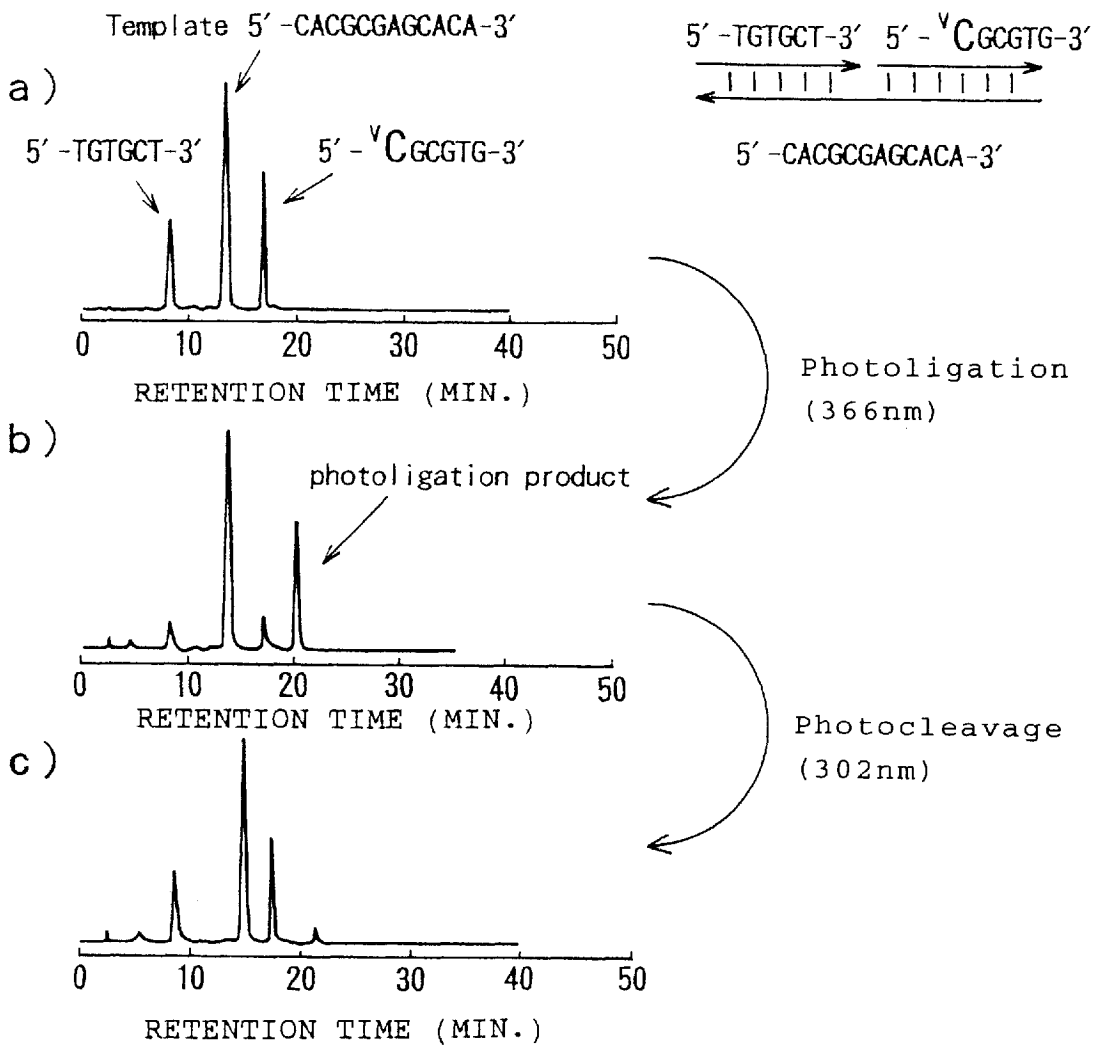 Template 5′-CACGCGAGCACA-3′
a)
5′-TGTGCT-3′
5′-ⱽCGCGTG-3′
0 10 20 30 40 50
RETENTION TIME (MIN.)
5′-TGTGCT-3′ 5′-ⱽCGCGTG-3′
5′-CACGCGAGCACA-3′
Photoligation
(366nm)
b)
photoligation product
0 10 20 30 40 50
RETENTION TIME (MIN.)
Photocleavage
(302nm)
c)
0 10 20 30 40 50
RETENTION TIME (MIN.)